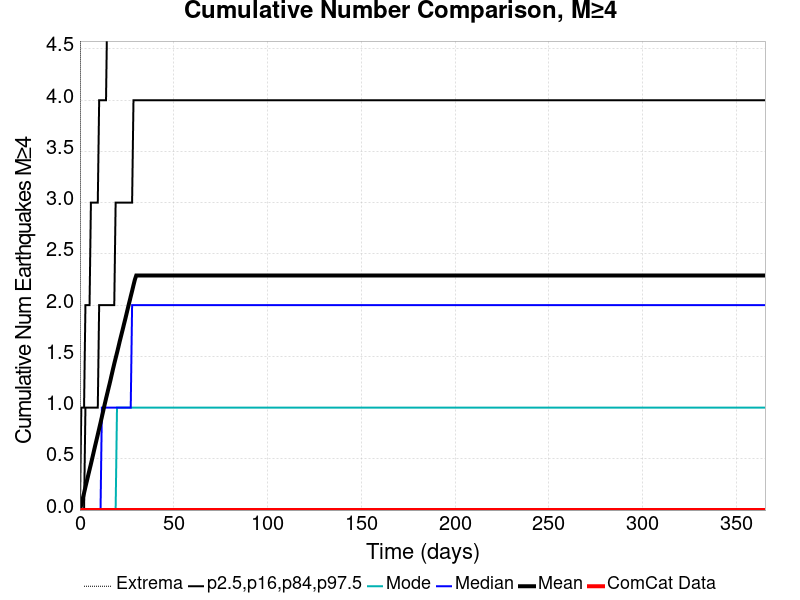 Cumulative Number Comparison, M≥4
Cumulative Num Earthquakes M≥4
4.5
4.0
3.5
3.0
2.5
2.0
1.5
1.0
0.5
0.0
0 50 100 150 200 250 300 350
Time (days)
Extrema p2.5,p16,p84,p97.5 Mode Median Mean ComCat Data